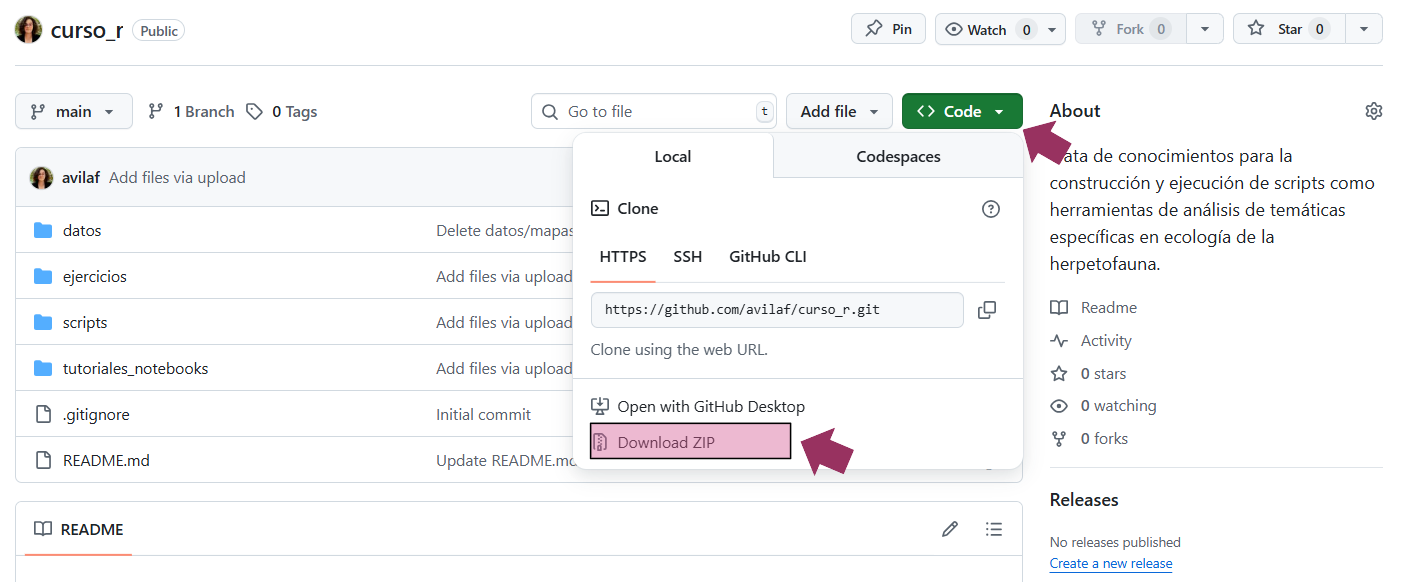 curso_r Public
Pin
Watch 0
Fork 0
Star 0
main
1 Branch
0 Tags
Go to file t
Add file
Code
avilaf Add files via upload
datos Delete datos/mapas
ejercicios Add files via upload
scripts Add files via upload
tutoriales_notebooks Add files via upload
.gitignore Initial commit
README.md Update README.md
README
Local Codespaces
Clone
HTTPS SSH GitHub CLI
https://github.com/avilaf/curso_r.git
Clone using the web URL.
Open with GitHub Desktop
Download ZIP
About
de conocimientos para la
construcción y ejecución de scripts como
herramientas de análisis de temáticas
específicas en ecología de la
herpetofauna.
Readme
Activity
0 stars
0 watching
0 forks
Releases
No releases published
Create a new release